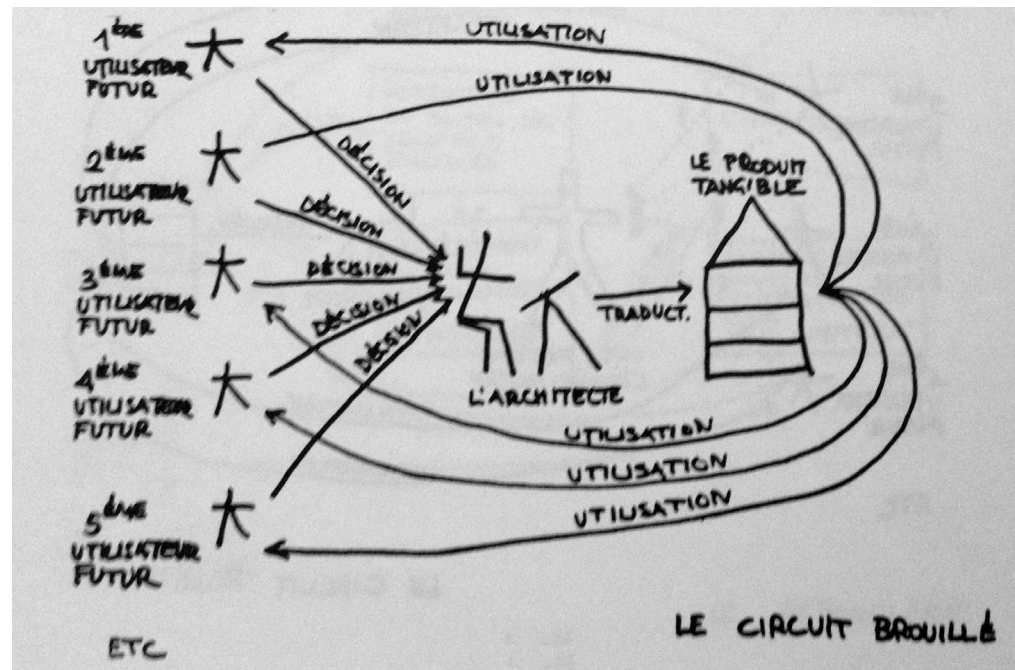 1ÈRE
UTILISATEUR
FUTUR
UTILISATION
UTILISATION
2ÈME
UTILISATEUR
FUTUR
DÉCISION
LE PRODUIT
TANGIBLE
DÉCISION
3ÈME
UTILISATEUR
FUTUR
DÉCISION
DÉCISION
TRADUCT.
4ÈME
UTILISATEUR
FUTUR
DÉCISION
L'ARCHITECTE
UTILISATION
UTILISATION
UTILISATION
5ÈME
UTILISATEUR
FUTUR
LE CIRCUIT BROUILLÉ
ETC